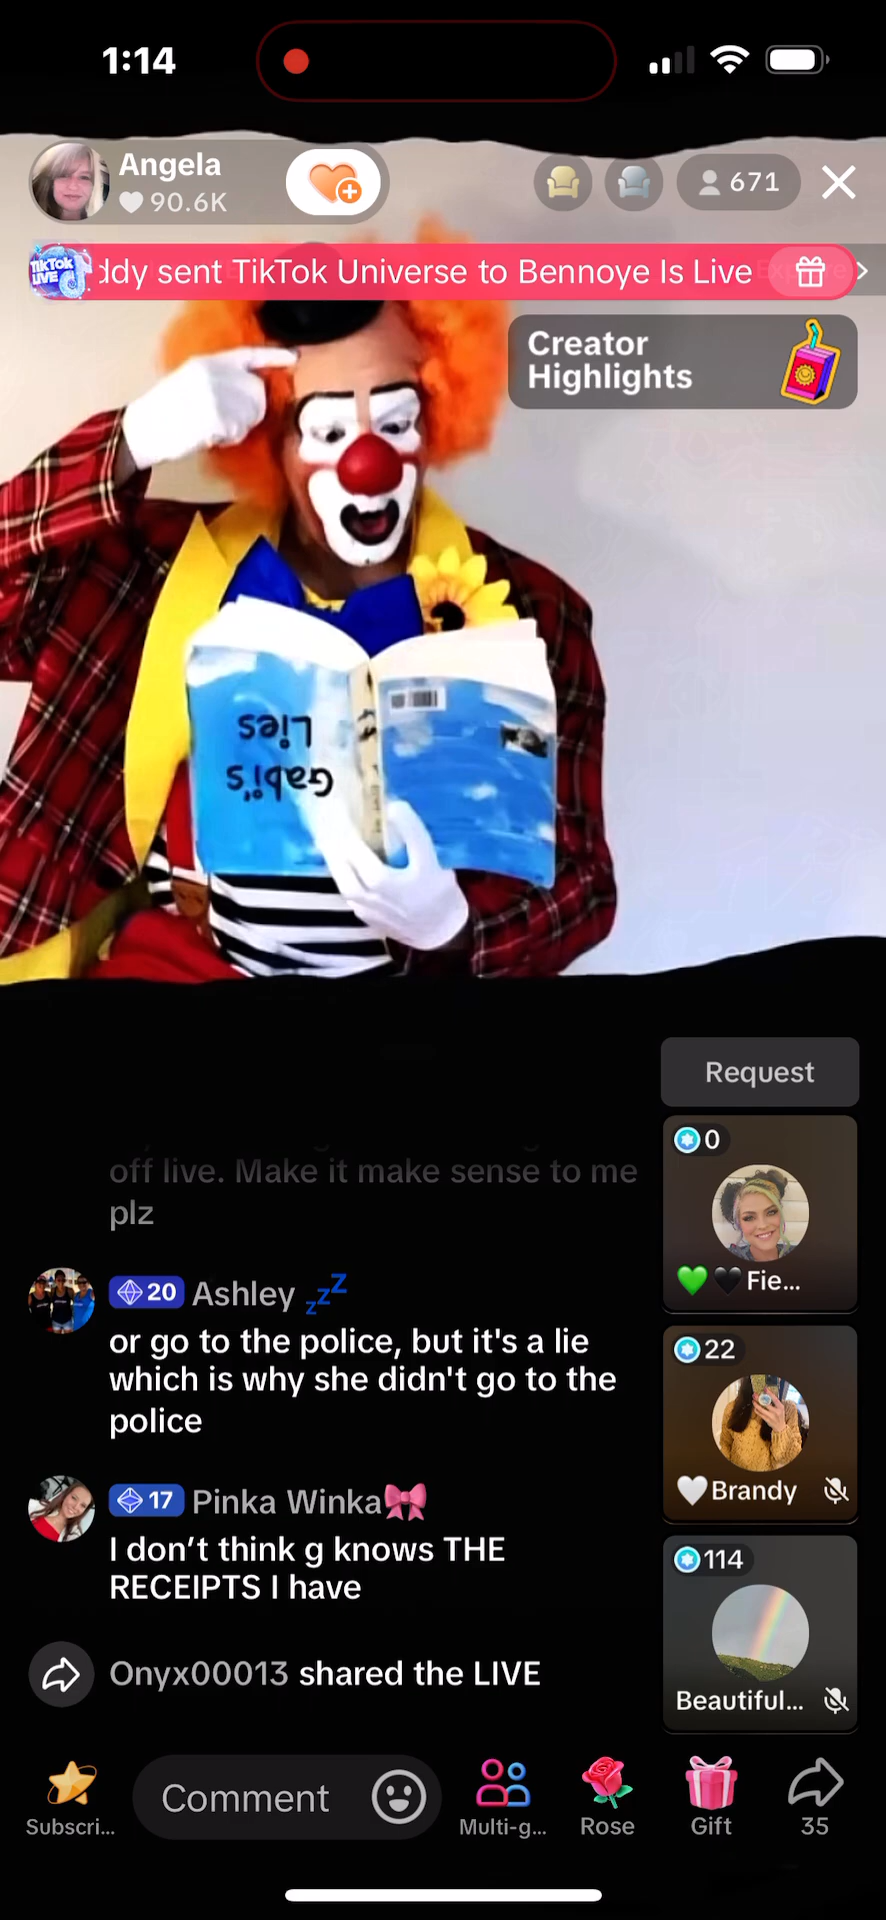 1:14
Angela
90.6K
671
TikTok
LIVE
ddy sent TikTok Universe to Bennoye Is Live
Creator
Highlights
Gabi's
Lies
Request
off live. Make it make sense to me
plz
20 Ashley 💤
or go to the police, but it's a lie
which is why she didn't go to the
police
17 Pinka Winka🎀
I don’t think g knows THE
RECEIPTS I have
Onyx00013 shared the LIVE
0
💚🖤Fie...
22
🤍Brandy
114
Beautiful...
Subscri...
Comment
Multi-g...
Rose
Gift
35